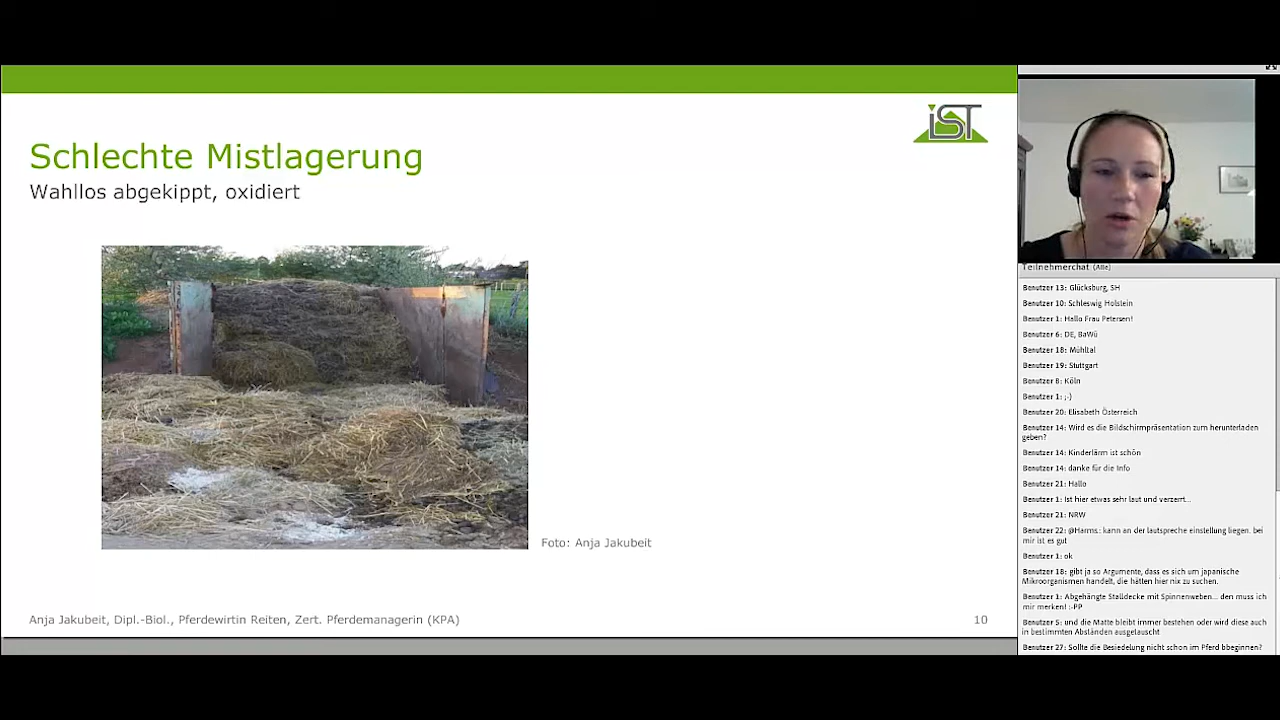 iST
Schlechte Mistlagerung
Wahllos abgekippt, oxidiert
Foto: Anja Jakubeit
Anja Jakubeit, Dipl.-Biol., Pferdewirtin Reiten, Zert. Pferdemanagerin (KPA)
10
Teilnehmerchat (Alle)
Benutzer 13: Glücksburg, SH
Benutzer 10: Schleswig Holstein
Benutzer 1: Hallo Frau Petersen!
Benutzer 6: DE, BaWü
Benutzer 18: Mühltal
Benutzer 19: Stuttgart
Benutzer 8: Köln
Benutzer 1: ;-)
Benutzer 20: Elisabeth Österreich
Benutzer 14: Wird es die Bildschirmpräsentation zum herunterladen
geben?
Benutzer 14: Kinderlärm ist schön
Benutzer 14: danke für die Info
Benutzer 21: Hallo
Benutzer 1: Ist hier etwas sehr laut und verzerrt...
Benutzer 21: NRW
Benutzer 22: @Harms.: kann an der lautspreche einstellung liegen. bei
mir ist es gut
Benutzer 1: ok
Benutzer 18: gibt ja so Argumente, dass es sich um japanische
Mikroorganismen handelt, die hätten hier nix zu suchen.
Benutzer 1: Abgehängte Stalldecke mit Spinnenweben... den muss ich
mir merken! :-PP
Benutzer 5: und die Matte bleibt immer bestehen oder wird diese auch
in bestimmten Abständen ausgetauscht
Benutzer 27: Sollte die Besiedelung nicht schon im Pferd bbeginnen?